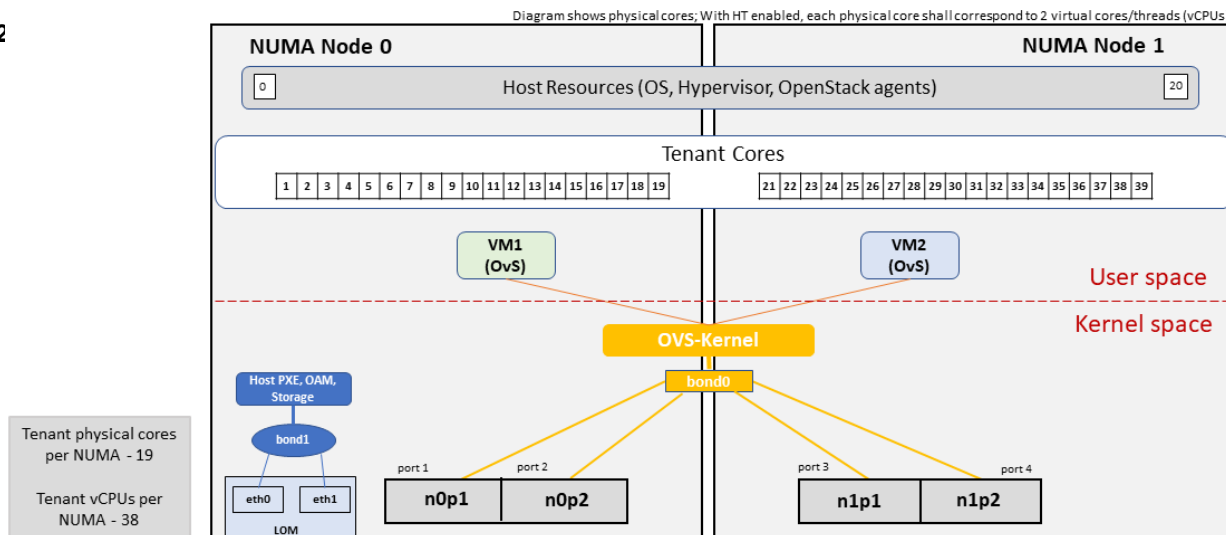 Diagram shows physical cores; With HT enabled, each physical core shall correspond to 2 virtual cores/threads (vCPUs
2
NUMA Node 0
NUMA Node 1
0
Host Resources (OS, Hypervisor, OpenStack agents)
20
Tenant Cores
1 2 3 4 5 6 7 8 9 10 11 12 13 14 15 16 17 18 19
21 22 23 24 25 26 27 28 29 30 31 32 33 34 35 36 37 38 39
VM1
(OvS)
VM2
(OvS)
User space
Kernel space
OVS-Kernel
bond0
Host PXE, OAM,
Storage
bond1
eth0
eth1
LOM
port 1
port 2
n0p1
n0p2
port 3
port 4
n1p1
n1p2
Tenant physical cores
per NUMA - 19
Tenant vCPUs per
NUMA - 38